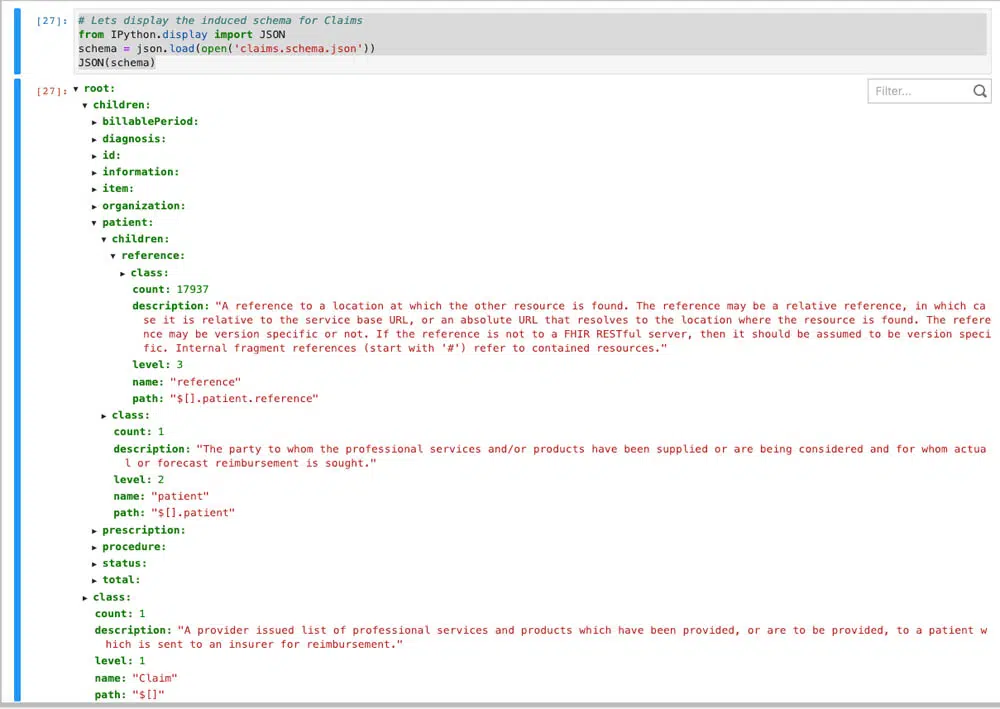 [27]: # Lets display the induced schema for Claims
from IPython.display import JSON
schema = json.load(open('claims.schema.json'))
JSON(schema)
[27]: ▼ root:
Filter...
▼ children:
► billablePeriod:
► diagnosis:
► id:
► information:
► item:
► organization:
▼ patient:
▼ children:
▼ reference:
► class:
count: 17937
description: "A reference to a location at which the other resource is found. The reference may be a relative reference, in which ca
se it is relative to the service base URL, or an absolute URL that resolves to the location where the resource is found. The refere
nce may be version specific or not. If the reference is not to a FHIR RESTful server, then it should be assumed to be version speci
fic. Internal fragment references (start with '#') refer to contained resources."
level: 3
name: "reference"
path: "$[].patient.reference"
► class:
count: 1
description: "The party to whom the professional services and/or products have been supplied or are being considered and for whom actua
l or forecast reimbursement is sought."
level: 2
name: "patient"
path: "$[].patient"
► prescription:
► procedure:
► status:
► total:
► class:
count: 1
description: "A provider issued list of professional services and products which have been provided, or are to be provided, to a patient w
hich is sent to an insurer for reimbursement."
level: 1
name: "Claim"
path: "$[]"